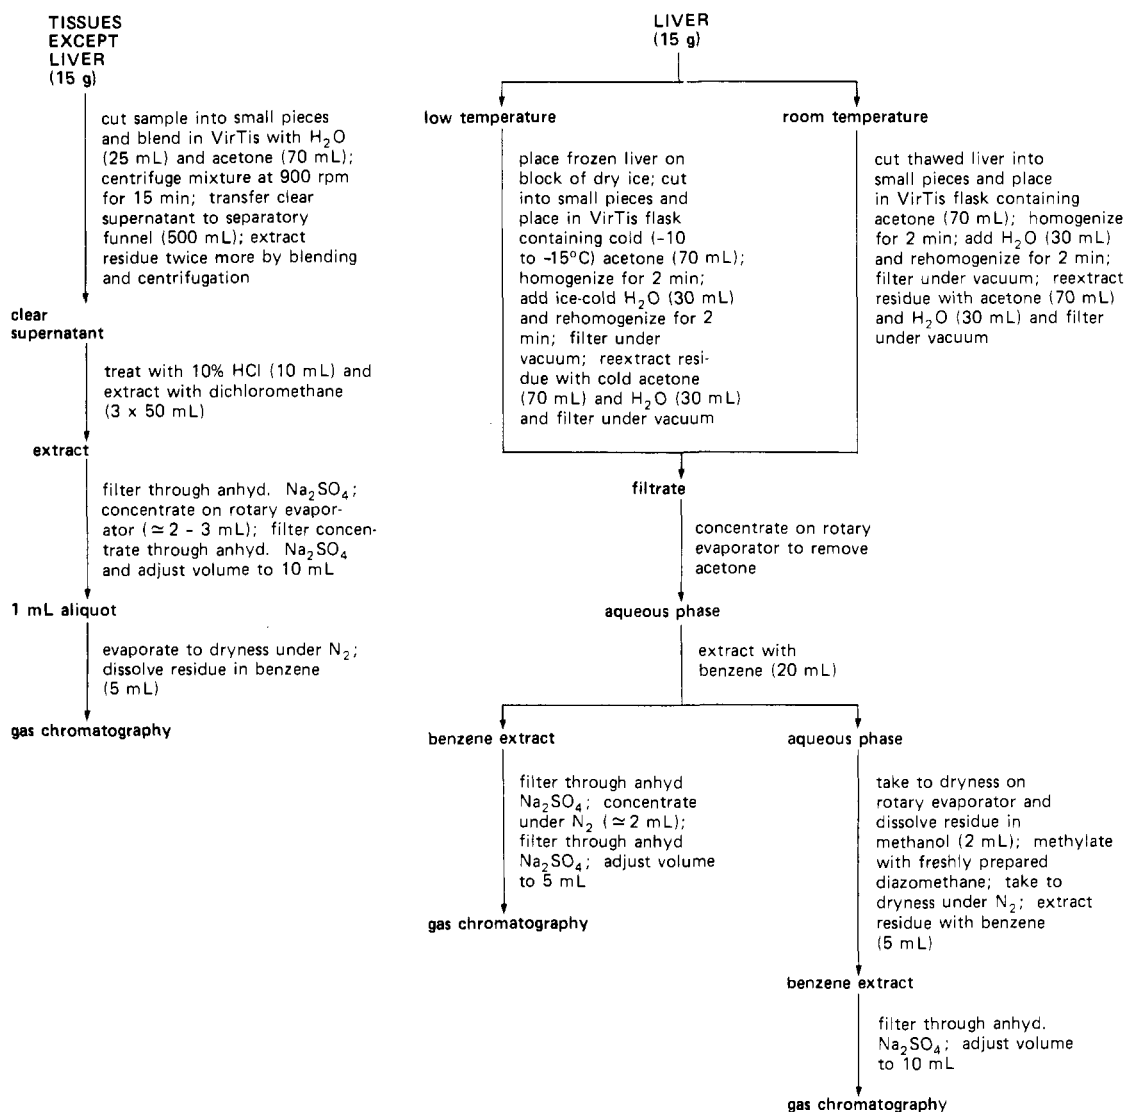 TISSUES
EXCEPT
LIVER
(15 g)
cut sample into small pieces
and blend in VirTis with H₂O
(25 mL) and acetone (70 mL);
centrifuge mixture at 900 rpm
for 15 min; transfer clear
supernatant to separatory
funnel (500 mL); extract
residue twice more by blending
and centrifugation
clear
supernatant
treat with 10% HCl (10 mL) and
extract with dichloromethane
(3 x 50 mL)
extract
filter through anhyd. Na₂SO₄;
concentrate on rotary evapor-
ator (≃ 2 - 3 mL); filter concen-
trate through anhyd. Na₂SO₄
and adjust volume to 10 mL
1 mL aliquot
evaporate to dryness under N₂;
dissolve residue in benzene
(5 mL)
gas chromatography
LIVER
(15 g)
low temperature
place frozen liver on
block of dry ice; cut
into small pieces and
place in VirTis flask
containing cold (-10
to -15°C) acetone (70 mL);
homogenize for 2 min;
add ice-cold H₂O (30 mL)
and rehomogenize for 2
min; filter under
vacuum; reextract resi-
due with cold acetone
(70 mL) and H₂O (30 mL)
and filter under vacuum
room temperature
cut thawed liver into
small pieces and place
in VirTis flask containing
acetone (70 mL); homogenize
for 2 min; add H₂O (30 mL)
and rehomogenize for 2 min;
filter under vacuum; reextract
residue with acetone (70 mL)
and H₂O (30 mL) and filter
under vacuum
filtrate
concentrate on rotary
evaporator to remove
acetone
aqueous phase
extract with
benzene (20 mL)
benzene extract
filter through anhyd
Na₂SO₄; concentrate
under N₂ (≃ 2 mL);
filter through anhyd
Na₂SO₄; adjust volume
to 5 mL
gas chromatography
aqueous phase
take to dryness on
rotary evaporator and
dissolve residue in
methanol (2 mL); methylate
with freshly prepared
diazomethane; take to
dryness under N₂; extract
residue with benzene
(5 mL)
benzene extract
filter through anhyd.
Na₂SO₄; adjust volume
to 10 mL
gas chromatography